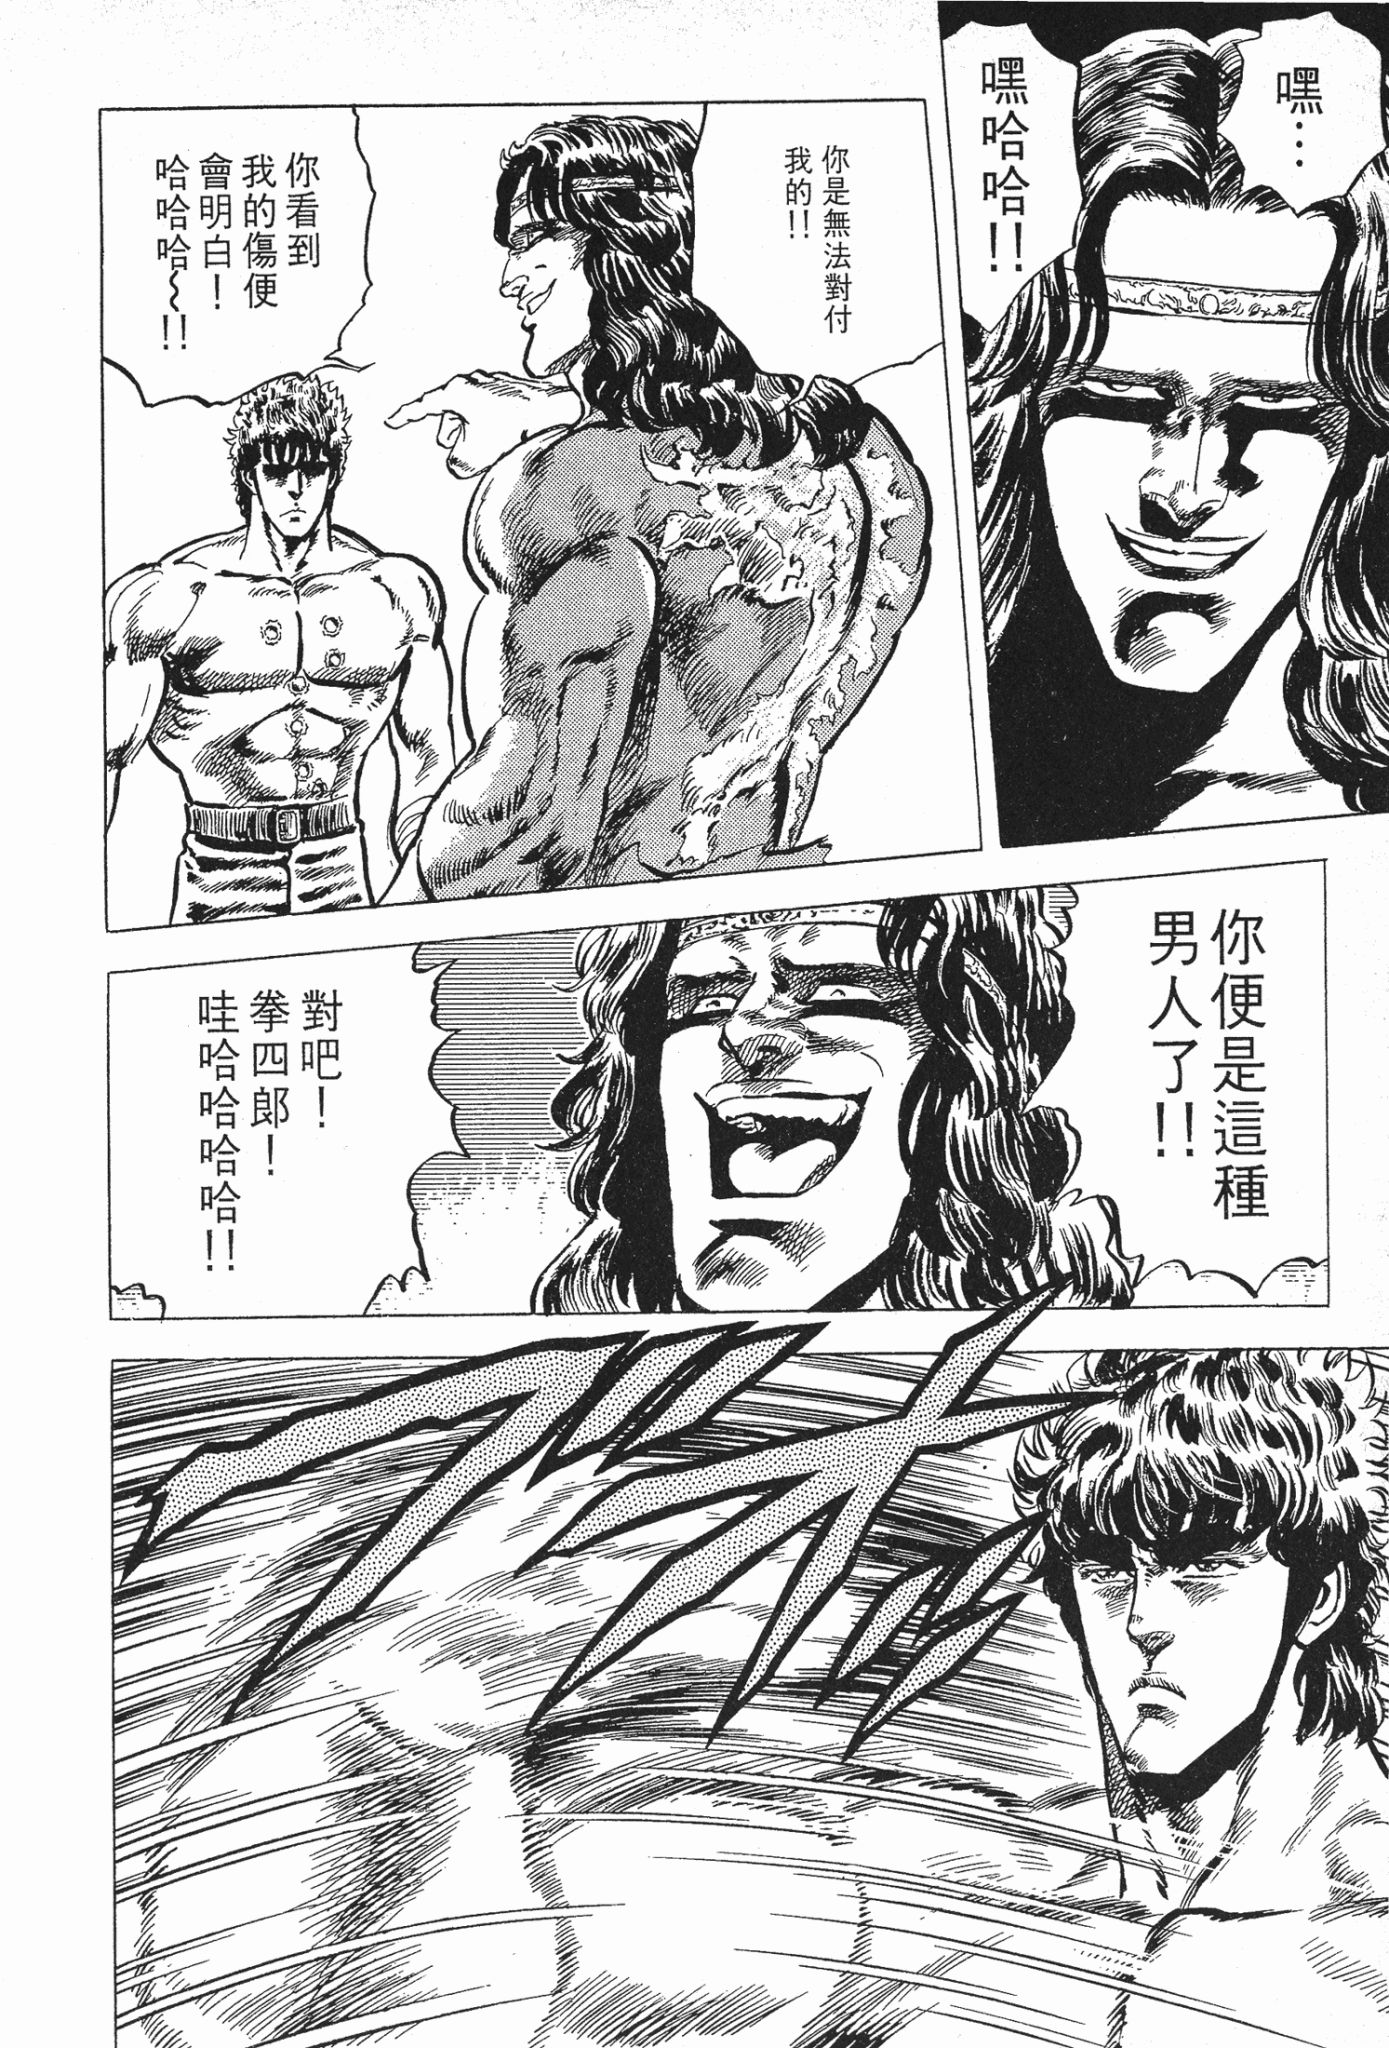 嘿…
嘿哈哈!!
你是無法對付
我的!!
你看到
我的傷便
會明白！
哈哈哈～!!
你便是這種
男人了!!
對吧！
拳四郎！
哇哈哈哈哈!!